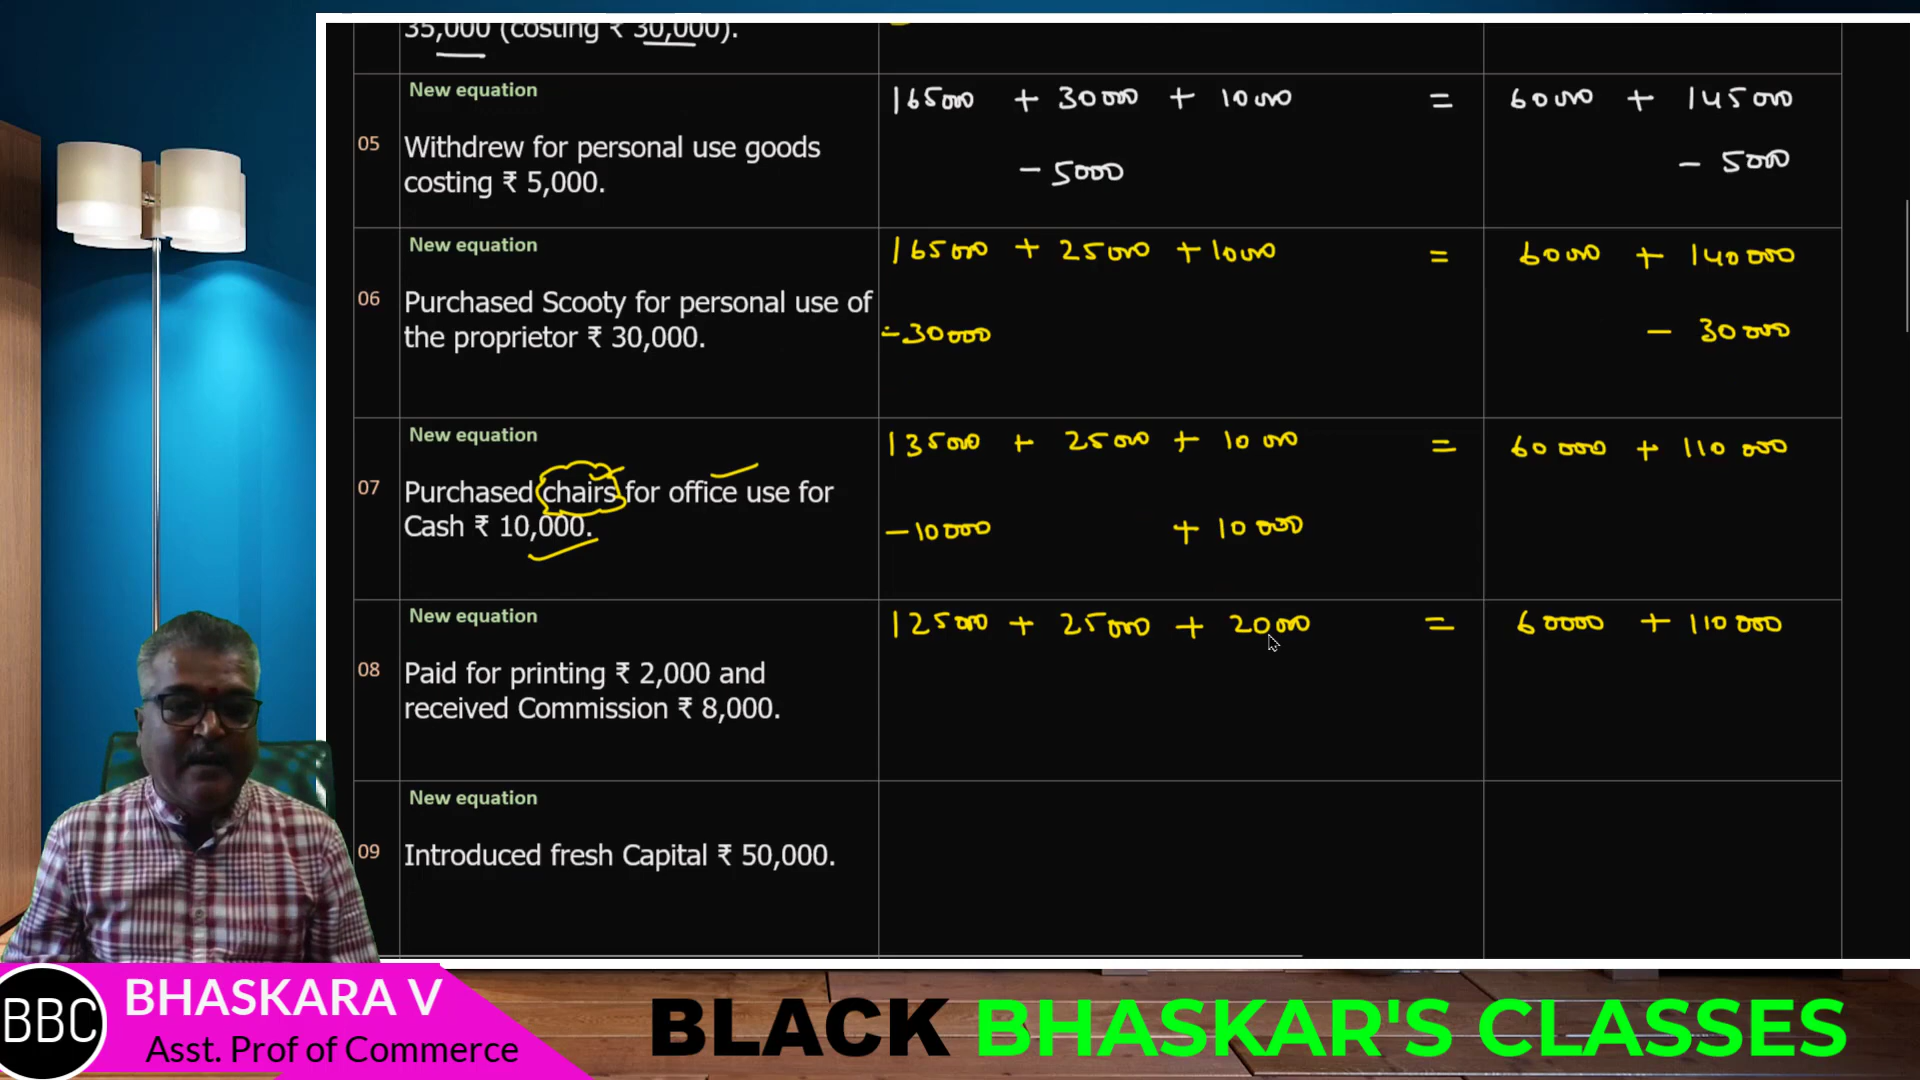 35,000 (costing ₹ 30,000).
New equation
165000 + 30000 + 10000 = 60000 + 145000
05
Withdrew for personal use goods
costing ₹ 5,000.
- 5000
- 5000
New equation
165000 + 25000 + 10000 = 60000 + 140000
06
Purchased Scooty for personal use of
the proprietor ₹ 30,000.
- 30000
- 30000
New equation
135000 + 25000 + 10000 = 60000 + 110000
07
Purchased chairs for office use for
Cash ₹ 10,000.
- 10000 + 10000
New equation
125000 + 25000 + 20000 = 60000 + 110000
08
Paid for printing ₹ 2,000 and
received Commission ₹ 8,000.
New equation
09
Introduced fresh Capital ₹ 50,000.
BBC
BHASKARA V
Asst. Prof of Commerce
BLACK BHASKAR'S CLASSES